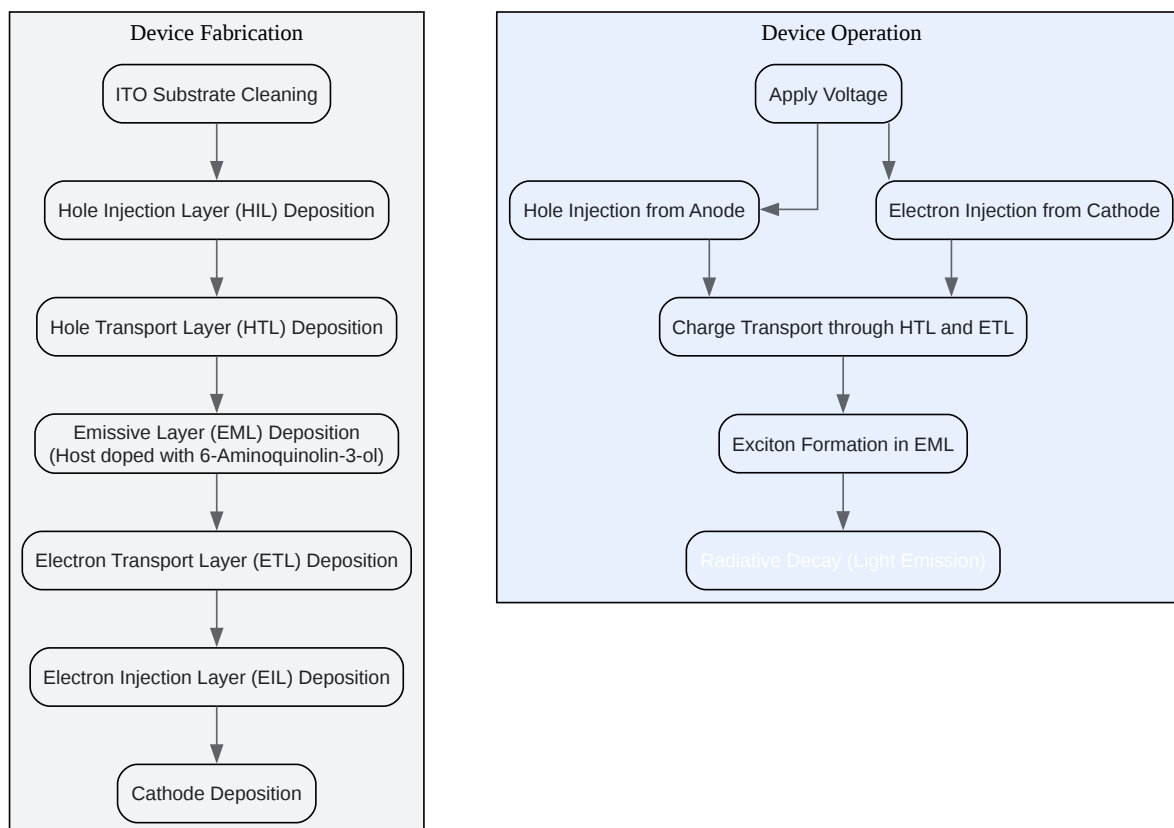 Device Fabrication
ITO Substrate Cleaning
Hole Injection Layer (HIL) Deposition
Hole Transport Layer (HTL) Deposition
Emissive Layer (EML) Deposition
(Host doped with 6-Aminoquinolin-3-ol)
Electron Transport Layer (ETL) Deposition
Electron Injection Layer (EIL) Deposition
Cathode Deposition
Device Operation
Apply Voltage
Hole Injection from Anode
Electron Injection from Cathode
Charge Transport through HTL and ETL
Exciton Formation in EML
Radiative Decay (Light Emission)